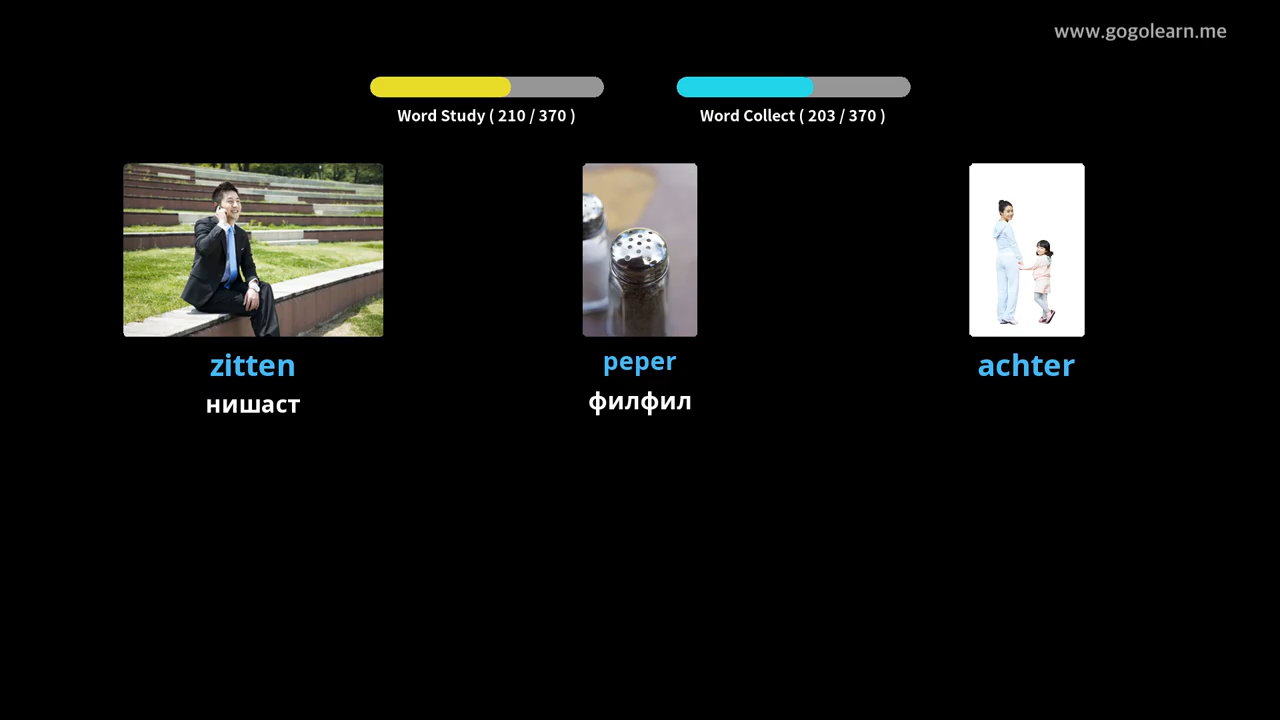 www.gogolearn.me
Word Study ( 210 / 370 )
Word Collect ( 203 / 370 )
zitten
нишаст
peper
филфил
achter